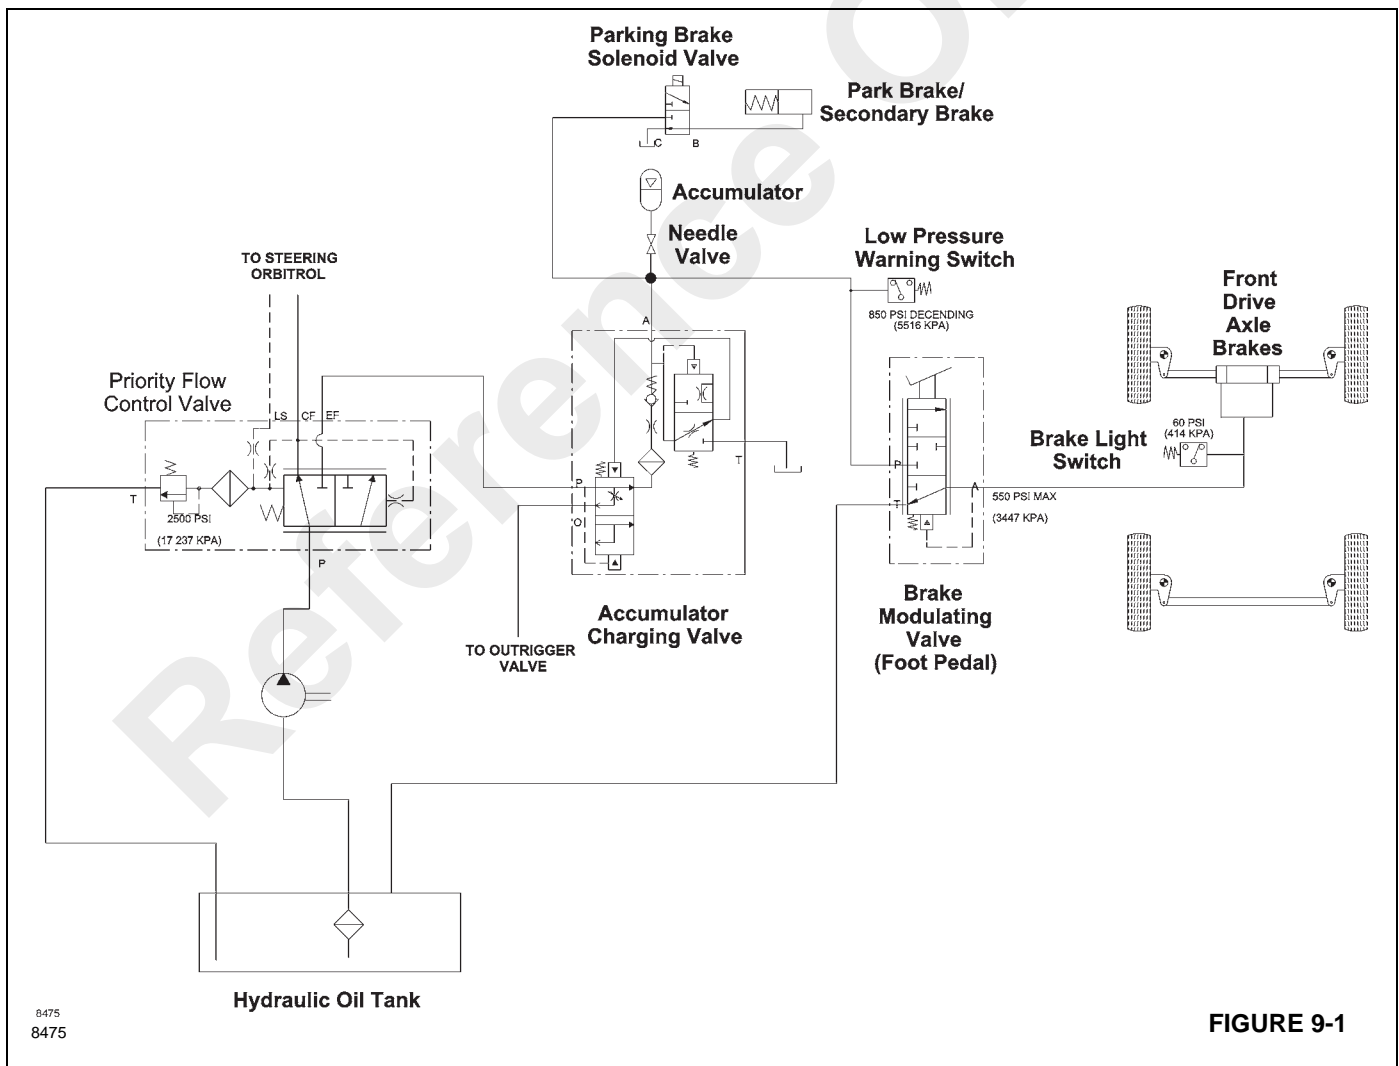 Parking Brake
Solenoid Valve
Park Brake/
Secondary Brake
C
B
Accumulator
Needle
Valve
Low Pressure
Warning Switch
850 PSI DECENDING
(5516 KPA)
TO STEERING
ORBITROL
Front
Drive
Axle
Brakes
A
Priority Flow
Control Valve
LS
CF
EF
T
2500 PSI
(17 237 KPA)
P
P
O
T
P
T
A
60 PSI
(414 KPA)
Brake Light
Switch
550 PSI MAX
(3447 KPA)
Accumulator
Charging Valve
TO OUTRIGGER
VALVE
Brake
Modulating
Valve
(Foot Pedal)
Hydraulic Oil Tank
8475
8475
FIGURE 9-1
Reference O